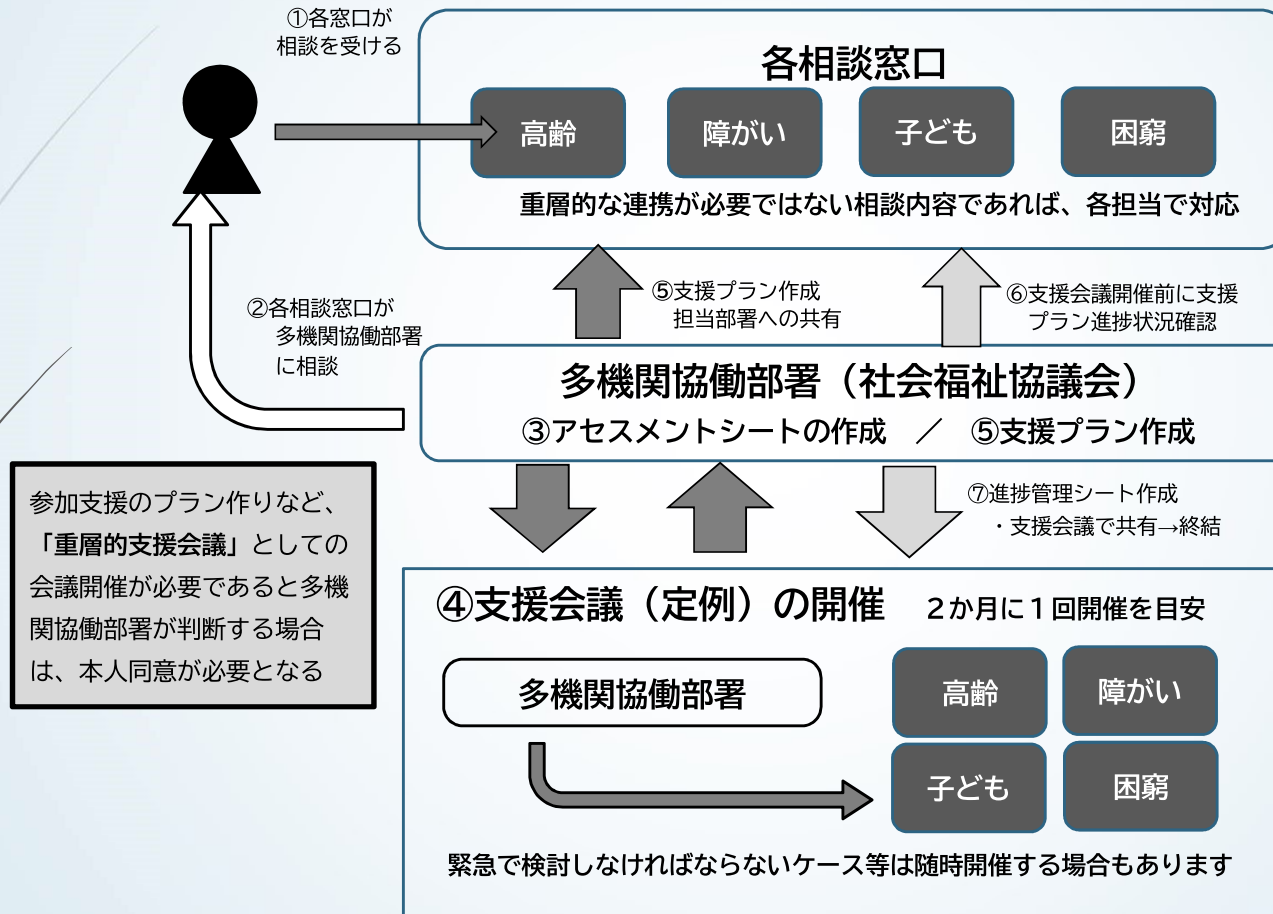 ①各窓口が
相談を受ける
各相談窓口
高齢
障がい
子ども
困窮
重層的な連携が必要ではない相談内容であれば、各担当で対応
②各相談窓口が
多機関協働部署
に相談
⑤支援プラン作成
担当部署への共有
⑥支援会議開催前に支援
プラン進捗状況確認
多機関協働部署（社会福祉協議会）
③アセスメントシートの作成　／　⑤支援プラン作成
参加支援のプラン作りなど、
「重層的支援会議」としての
会議開催が必要であると多機
関協働部署が判断する場合
は、本人同意が必要となる
⑦進捗管理シート作成
・支援会議で共有→終結
④支援会議（定例）の開催　２か月に１回開催を目安
多機関協働部署
高齢
障がい
子ども
困窮
緊急で検討しなければならないケース等は随時開催する場合もあります